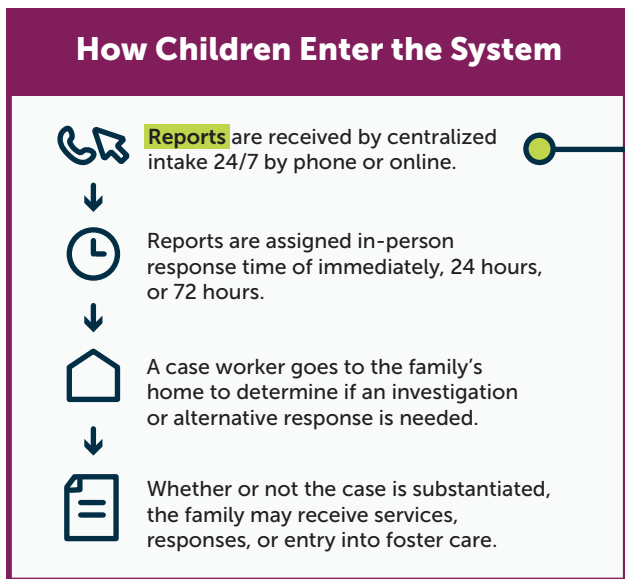 How Children Enter the System
Reports are received by centralized
intake 24/7 by phone or online.
Reports are assigned in-person
response time of immediately, 24 hours,
or 72 hours.
A case worker goes to the family's
home to determine if an investigation
or alternative response is needed.
Whether or not the case is substantiated,
the family may receive services,
responses, or entry into foster care.